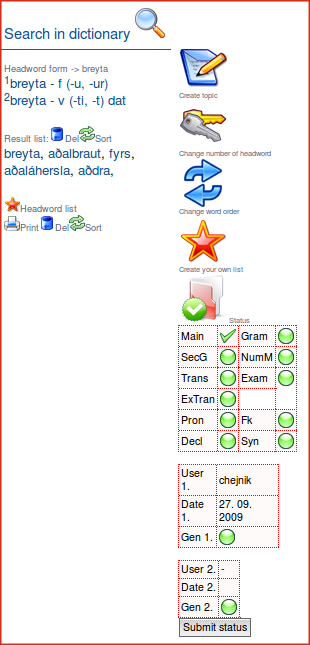 Search in dictionary
Headword form -> breyta
1breyta - f (-u, -ur)
2breyta - v (-ti, -t) dat
Result list: Del Sort
breyta, aðalbraut, fyrs,
aðaláhersla, aðdra,
Headword list
Print Del Sort
Create topic
Change number of headword
Change word order
Create your own list
Status
Main Gram
SecG NumM
Trans Exam
ExTran
Pron Fk
Decl Syn
User 1. chejnik
Date 1. 27. 09. 2009
Gen 1.
User 2. -
Date 2.
Gen 2.
Submit status